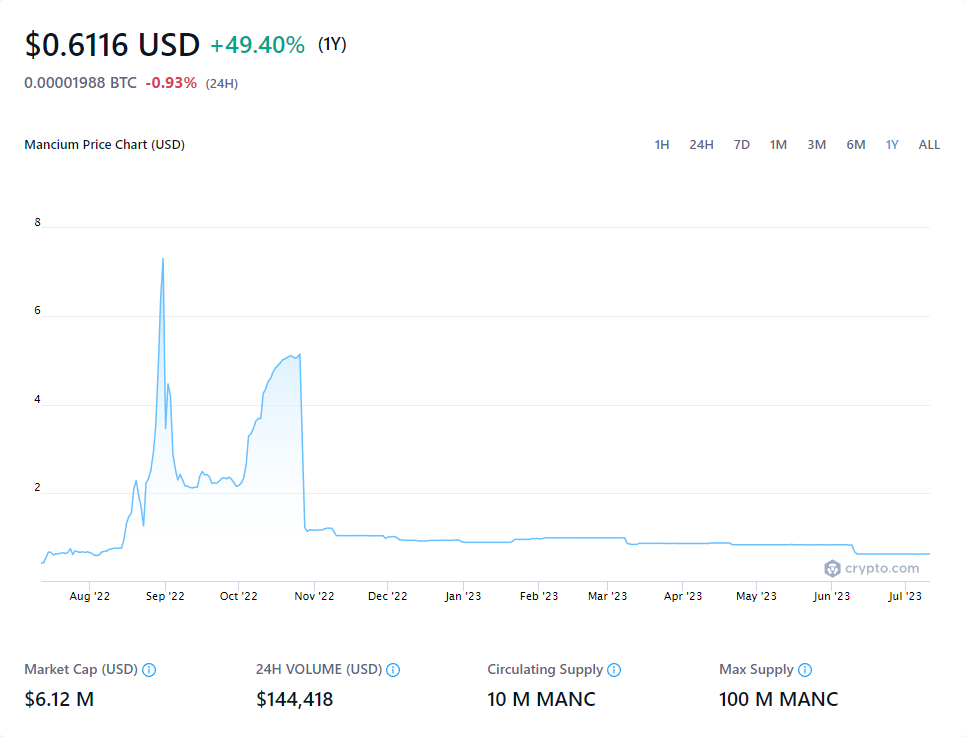 $0.6116 USD +49.40% (1Y)
0.00001988 BTC -0.93% (24H)
Mancium Price Chart (USD) 1H 24H 7D 1M 3M 6M 1Y ALL
8
6
4
2
crypto.com
Aug '22 Sep '22 Oct '22 Nov '22 Dec '22 Jan '23 Feb '23 Mar '23 Apr '23 May '23 Jun '23 Jul '23
Market Cap (USD) 24H VOLUME (USD) Circulating Supply Max Supply
$6.12 M $144,418 10 M MANC 100 M MANC